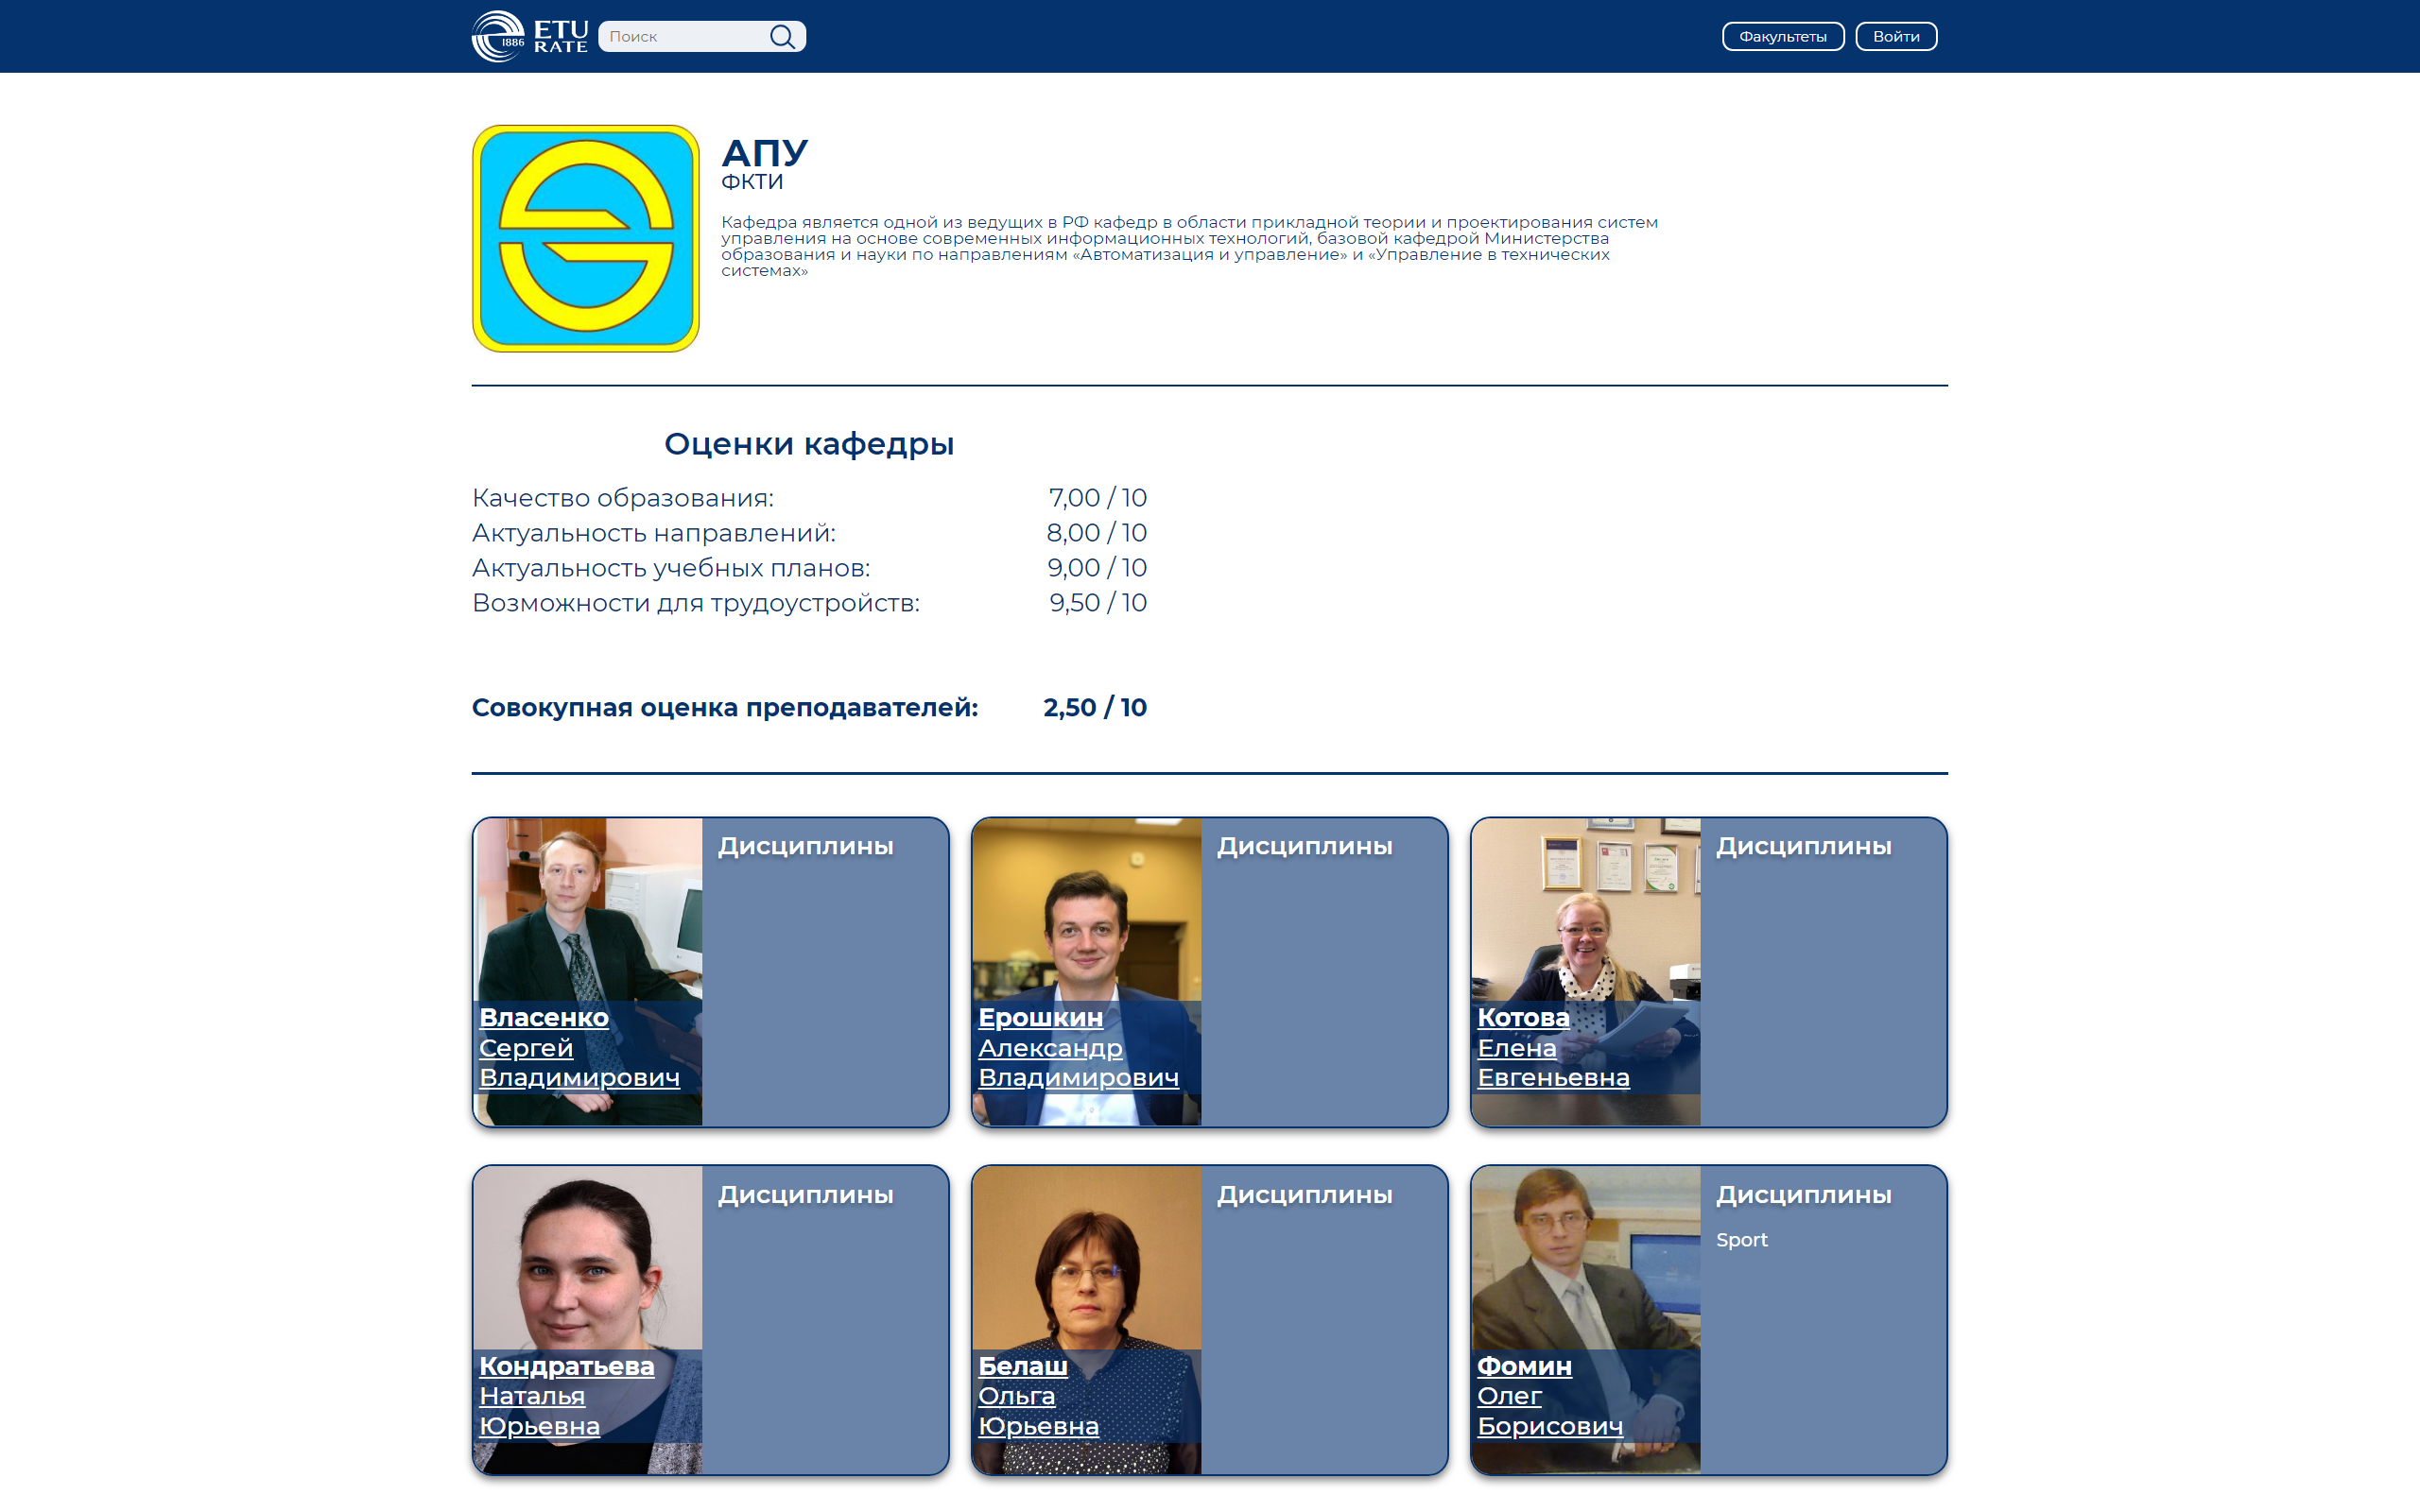 1886
ETU
RATE
Поиск
Факультеты
Войти
АПУ
ФКТИ
Кафедра является одной из ведущих в РФ кафедр в области прикладной теории и проектирования систем
управления на основе современных информационных технологий, базовой кафедрой Министерства
образования и науки по направлениям «Автоматизация и управление» и «Управление в технических
системах»
Оценки кафедры
Качество образования: 7,00 / 10
Актуальность направлений: 8,00 / 10
Актуальность учебных планов: 9,00 / 10
Возможности для трудоустройств: 9,50 / 10
Совокупная оценка преподавателей: 2,50 / 10
Власенко
Сергей
Владимирович
Дисциплины
Ерошкин
Александр
Владимирович
Дисциплины
Котова
Елена
Евгеньевна
Дисциплины
Кондратьева
Наталья
Юрьевна
Дисциплины
Белаш
Ольга
Юрьевна
Дисциплины
Фомин
Олег
Борисович
Дисциплины
Sport